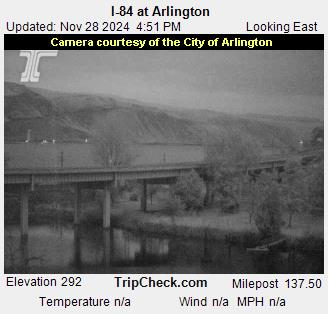 I-84 at Arlington
Updated: Nov 28 2024 4:51 PM Looking East
Camera courtesy of the City of Arlington
Elevation 292 TripCheck.com Milepost 137.50
Temperature n/a Wind n/a MPH n/a